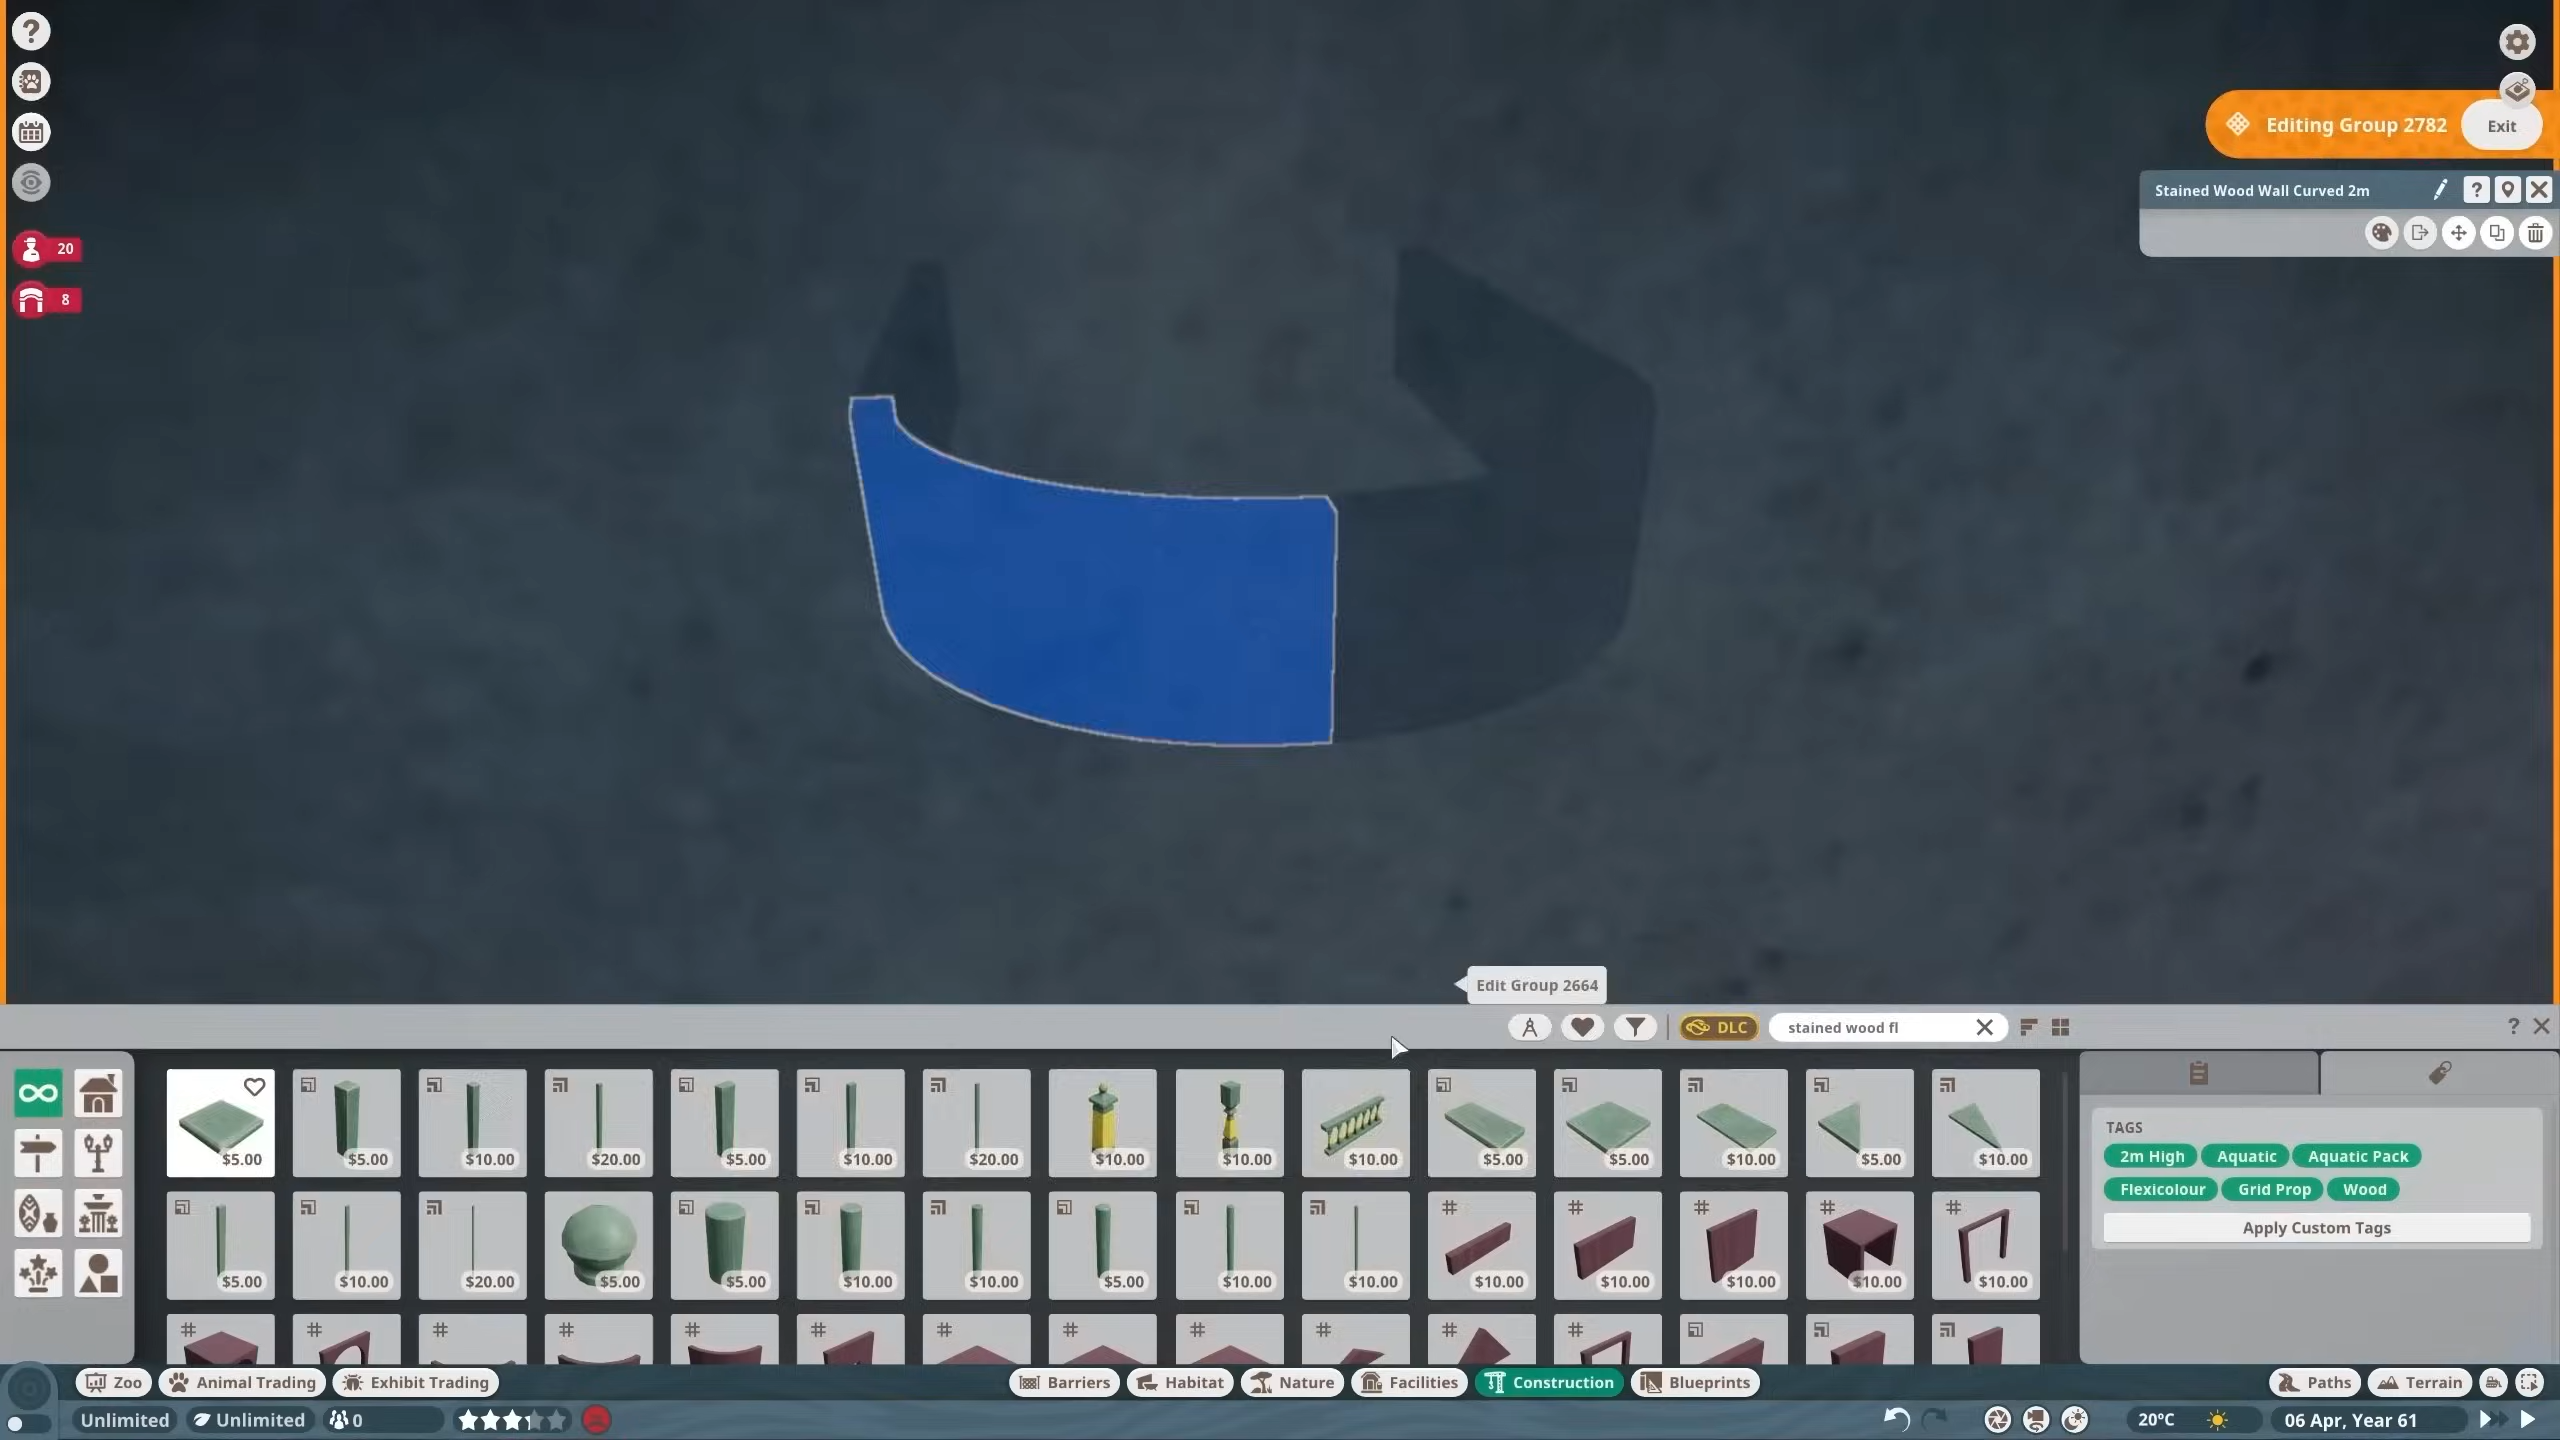 Editing Group 2782
Exit
Stained Wood Wall Curved 2m
20
8
Edit Group 2664
DLC
stained wood fl
$5.00
$5.00
$10.00
$20.00
$5.00
$10.00
$20.00
$10.00
$10.00
$10.00
$5.00
$5.00
$10.00
$5.00
$10.00
$5.00
$10.00
$20.00
$5.00
$5.00
$10.00
$10.00
$5.00
$10.00
$10.00
$10.00
$10.00
$10.00
$10.00
$10.00
TAGS
2m High
Aquatic
Aquatic Pack
Flexicolour
Grid Prop
Wood
Apply Custom Tags
Zoo
Animal Trading
Exhibit Trading
Barriers
Habitat
Nature
Facilities
Construction
Blueprints
Paths
Terrain
Unlimited
Unlimited
0
20°C
06 Apr, Year 61